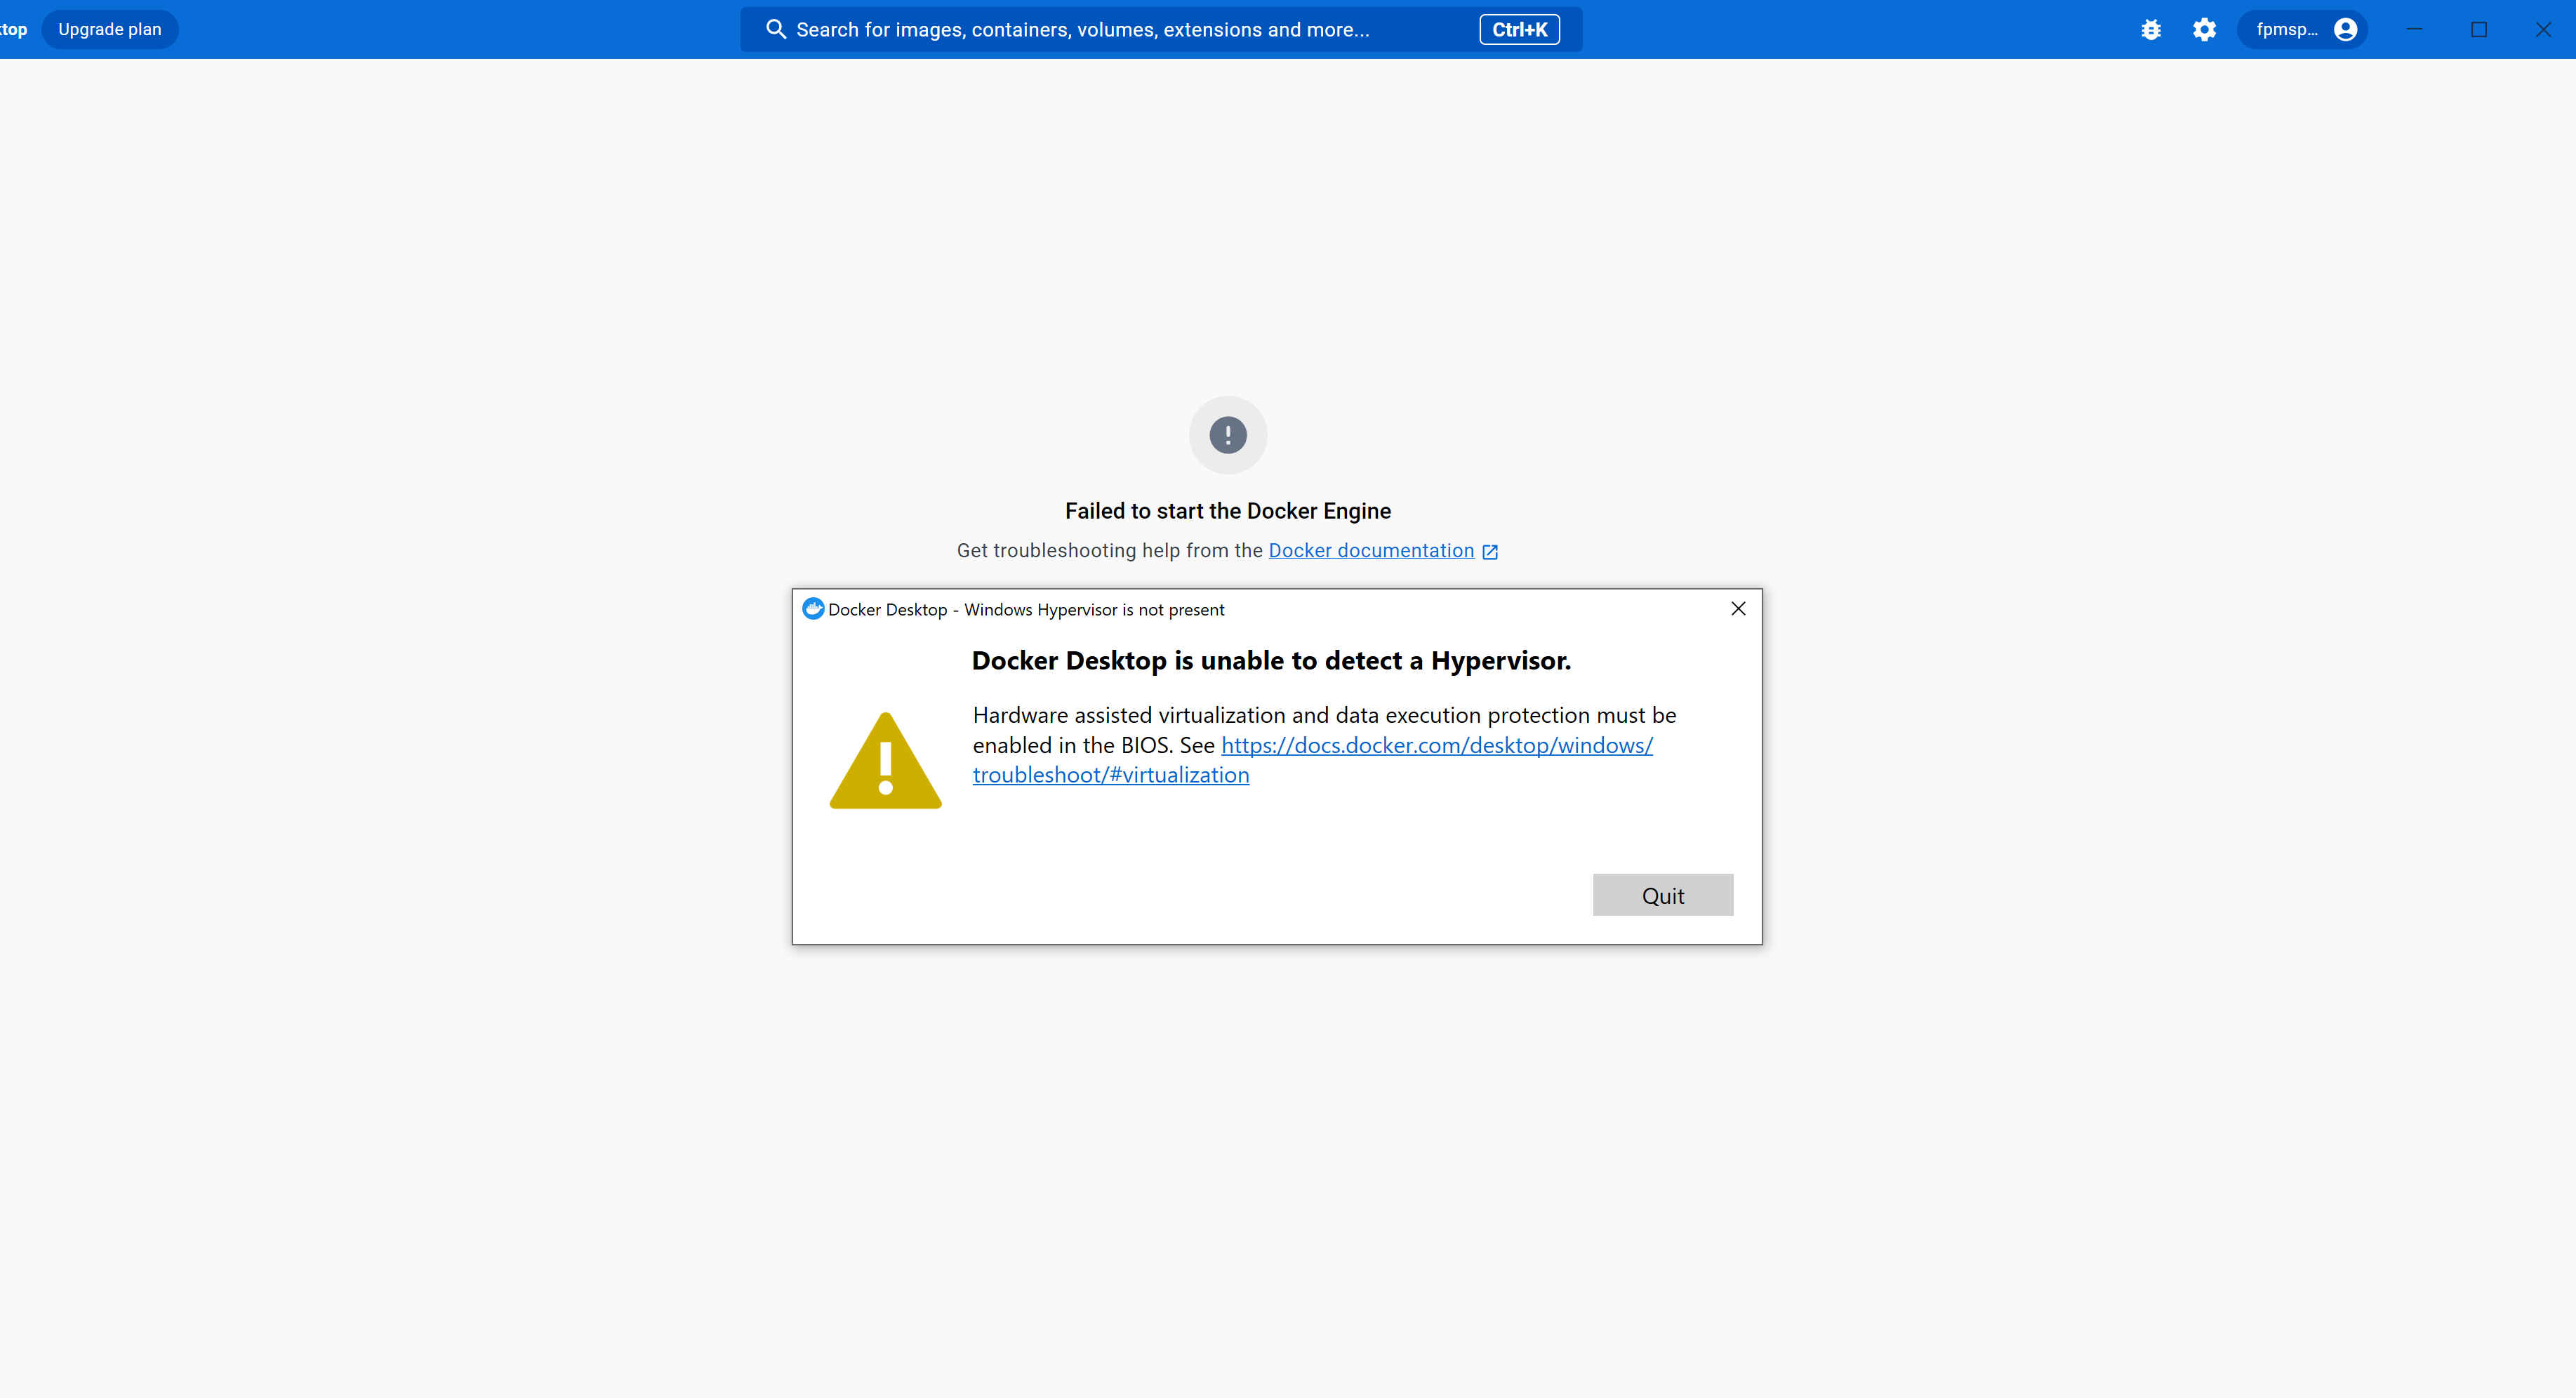 top
Upgrade plan
Search for images, containers, volumes, extensions and more...
Ctrl+K
fpmsp...
Failed to start the Docker Engine
Get troubleshooting help from the Docker documentation
Docker Desktop - Windows Hypervisor is not present
Docker Desktop is unable to detect a Hypervisor.
Hardware assisted virtualization and data execution protection must be
enabled in the BIOS. See https://docs.docker.com/desktop/windows/
troubleshoot/#virtualization
Quit